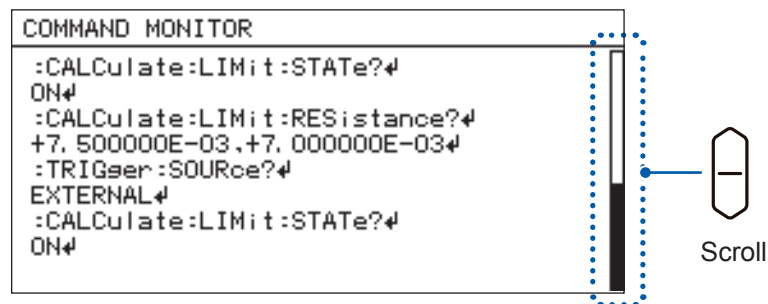 COMMAND MONITOR
:CALCulate:LIMit:STATe?↲
ON↲
:CALCulate:LIMit:RESistance?↲
+7.500000E-03,+7.000000E-03↲
:TRIGger:SOURce?↲
EXTERNAL↲
:CALCulate:LIMit:STATe?↲
ON↲
Scroll